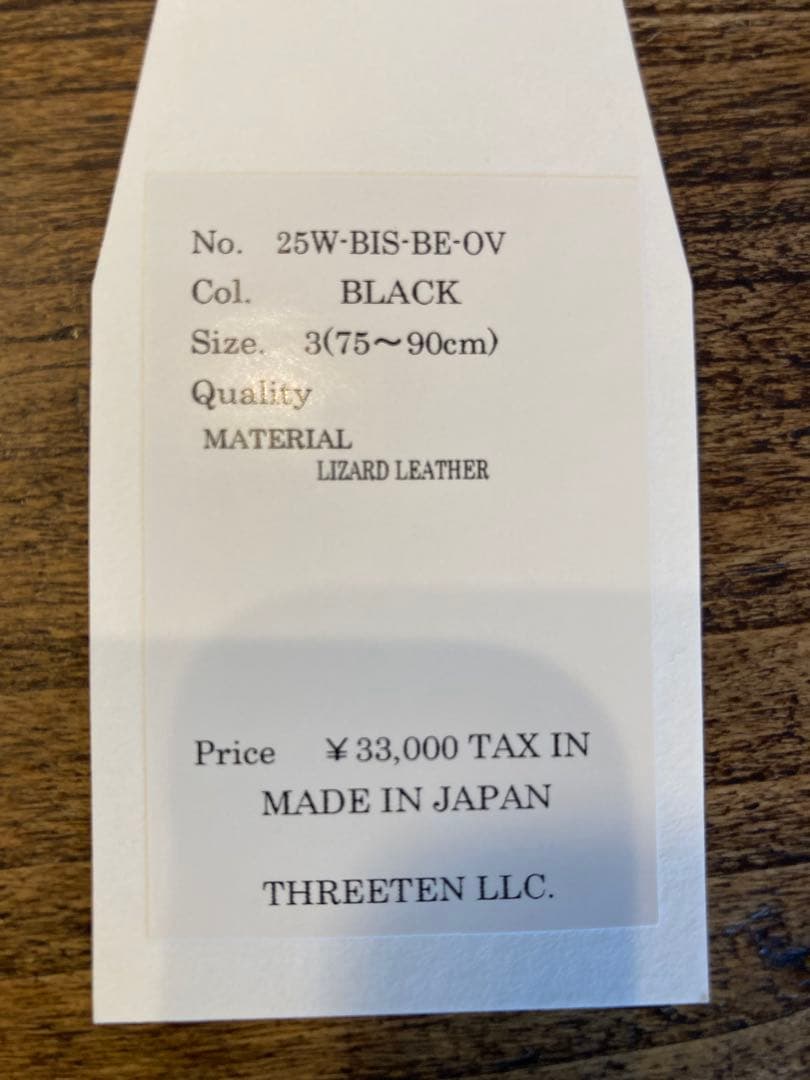 No. 25W-BIS-BE-OV
Col. BLACK
Size. 3(75〜90cm)
Quality
MATERIAL
LIZARD LEATHER
Price ¥33,000 TAX IN
MADE IN JAPAN
THREETEN LLC.